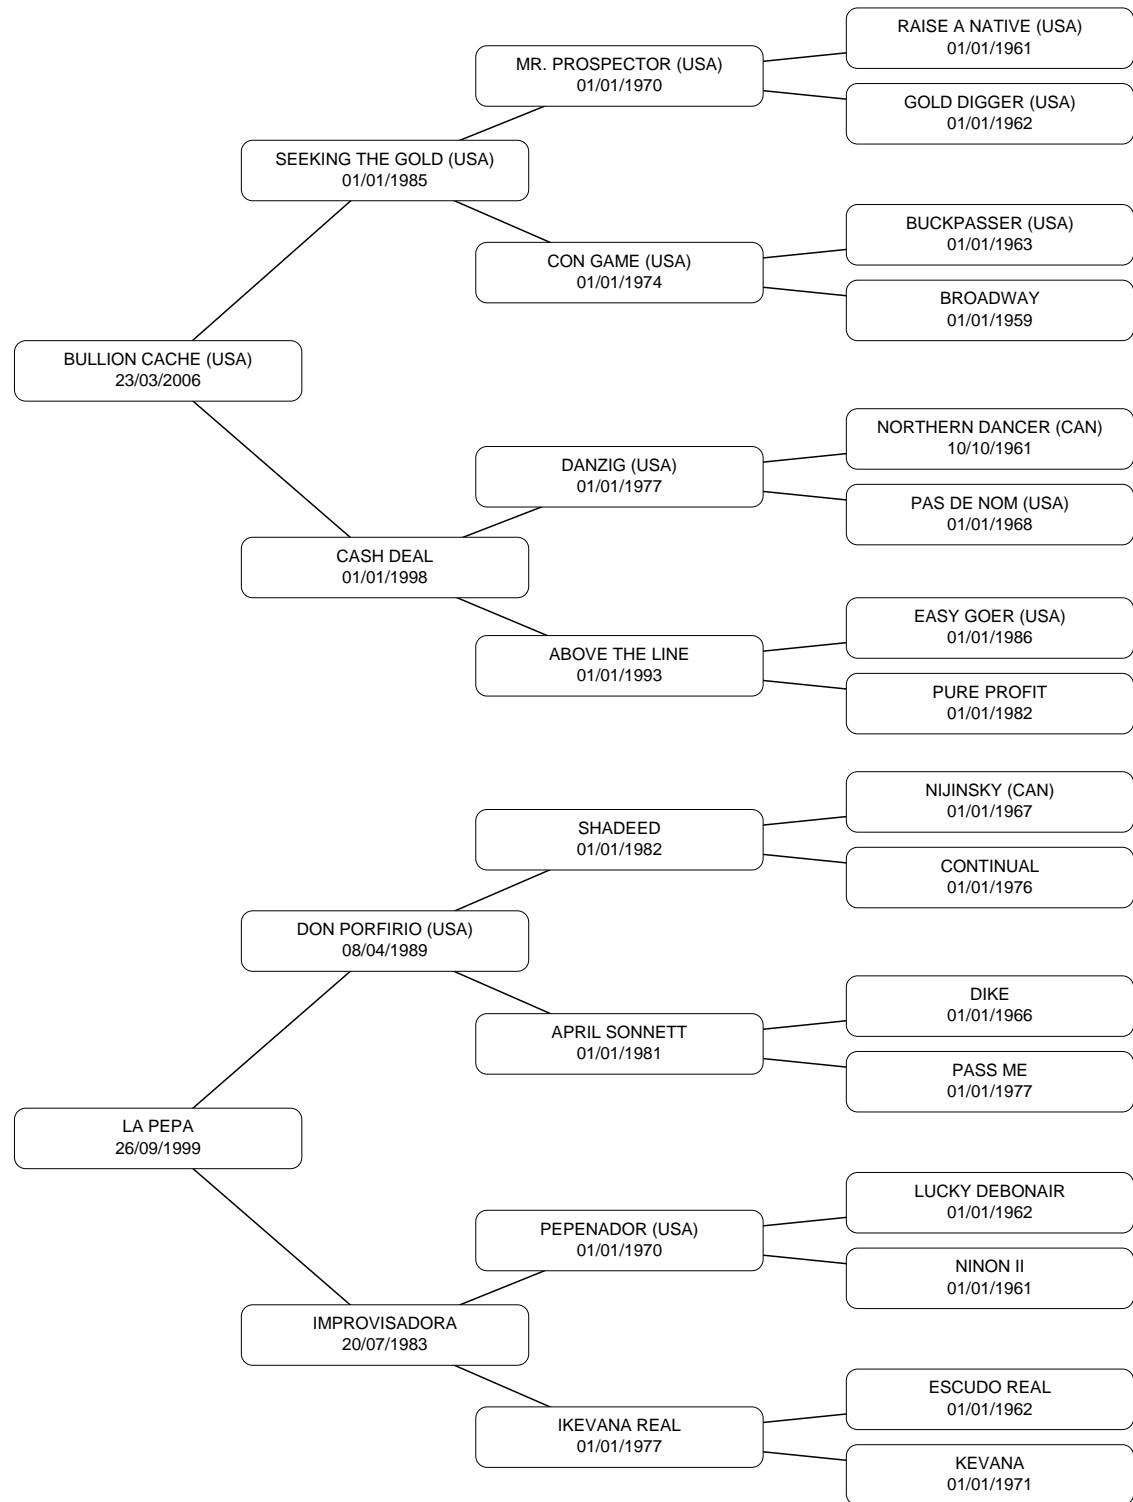 RAISE A NATIVE (USA)
01/01/1961
MR. PROSPECTOR (USA)
01/01/1970
GOLD DIGGER (USA)
01/01/1962
SEEKING THE GOLD (USA)
01/01/1985
BUCKPASSER (USA)
01/01/1963
CON GAME (USA)
01/01/1974
BROADWAY
01/01/1959
BULLION CACHE (USA)
23/03/2006
NORTHERN DANCER (CAN)
10/10/1961
DANZIG (USA)
01/01/1977
PAS DE NOM (USA)
01/01/1968
CASH DEAL
01/01/1998
EASY GOER (USA)
01/01/1986
ABOVE THE LINE
01/01/1993
PURE PROFIT
01/01/1982
NIJINSKY (CAN)
01/01/1967
SHADEED
01/01/1982
CONTINUAL
01/01/1976
DON PORFIRIO (USA)
08/04/1989
DIKE
01/01/1966
APRIL SONNETT
01/01/1981
PASS ME
01/01/1977
LA PEPA
26/09/1999
LUCKY DEBONAIR
01/01/1962
PEPENADOR (USA)
01/01/1970
NINON II
01/01/1961
IMPROVISADORA
20/07/1983
ESCUDO REAL
01/01/1962
IKEVANA REAL
01/01/1977
KEVANA
01/01/1971